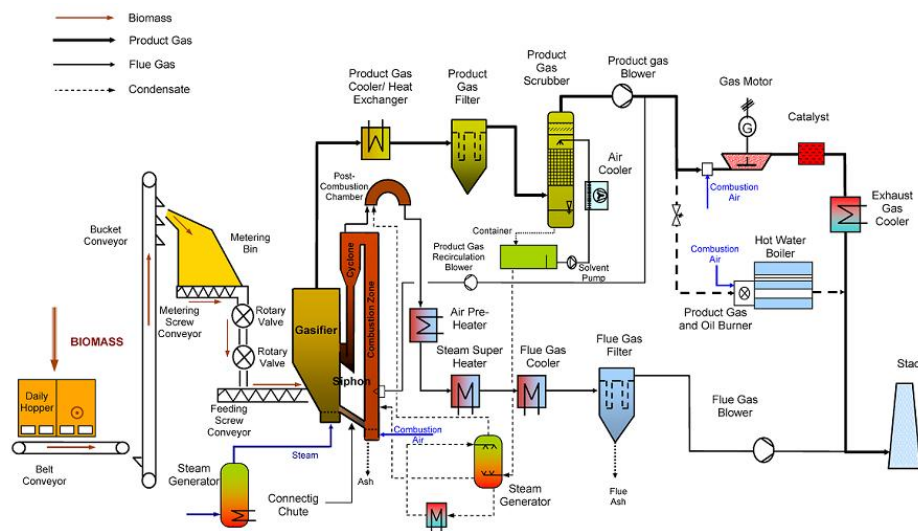 Biomass
Product Gas
Flue Gas
Condensate
Product Gas
Cooler/ Heat
Exchanger
Product
Gas
Filter
Product
Gas
Scrubber
Product gas
Blower
Gas Motor
G
Catalyst
Post-
Combustion
Chamber
Air
Cooler
Combustion
Air
Exhaust
Gas
Cooler
Bucket
Conveyor
Metering
Bin
Container
Solvent
Pump
Combustion
Air
Hot Water
Boiler
Product Gas
Recirculation
Blower
Cyclone
Combustion Zone
Metering
Screw
Conveyor
Rotary
Valve
Gasifier
Product Gas
and Oil Burner
Air Pre-
Heater
BIOMASS
Rotary
Valve
Siphon
Steam Super
Heater
Flue Gas
Cooler
Flue Gas
Filter
Stac
Daily
Hopper
Feeding
Screw
Conveyor
Flue Gas
Blower
Combustion
Air
Belt
Conveyor
Steam
Steam
Generator
Connectig
Chute
Ash
Steam
Generator
Flue
Ash